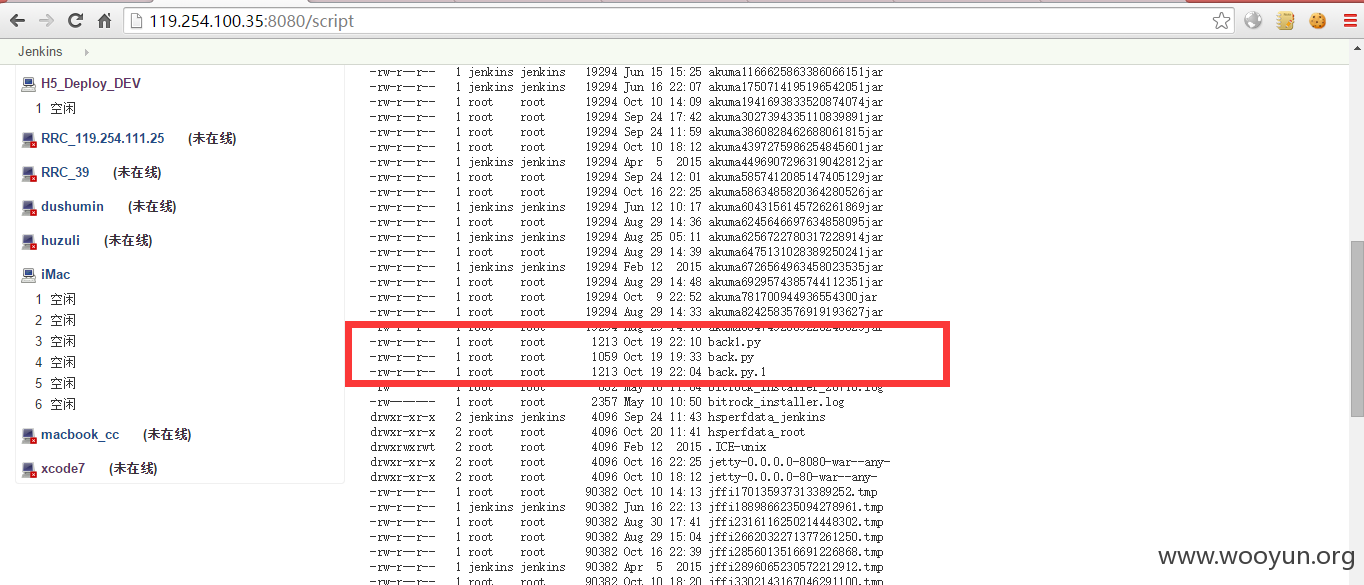 119.254.100.35:8080/script
Jenkins
H5_Deploy_DEV
1 空闲
RRC_119.254.111.25 (未在线)
RRC_39 (未在线)
dushumin (未在线)
huzuli (未在线)
iMac
1 空闲
2 空闲
3 空闲
4 空闲
5 空闲
6 空闲
macbook_cc (未在线)
xcode7 (未在线)
-rw-r--r-- 1 jenkins jenkins 19294 Jun 15 15:25 akuma1166625863386066151jar
-rw-r--r-- 1 jenkins jenkins 19294 Jun 16 22:07 akuma1750714195196542051jar
-rw-r--r-- 1 root root 19294 Oct 10 14:09 akuma1941693833520874074jar
-rw-r--r-- 1 root root 19294 Sep 24 17:42 akuma3027394335110839891jar
-rw-r--r-- 1 root root 19294 Sep 24 11:59 akuma3860828462688061815jar
-rw-r--r-- 1 root root 19294 Oct 10 18:12 akuma4397275986254845601jar
-rw-r--r-- 1 jenkins jenkins 19294 Apr 5 2015 akuma4496907296319042812jar
-rw-r--r-- 1 root root 19294 Sep 24 12:01 akuma5857412085147405129jar
-rw-r--r-- 1 root root 19294 Oct 16 22:25 akuma5863485820364280526jar
-rw-r--r-- 1 jenkins jenkins 19294 Jun 12 10:17 akuma6043156145726261869jar
-rw-r--r-- 1 root root 19294 Aug 29 14:36 akuma6245646697634858095jar
-rw-r--r-- 1 jenkins jenkins 19294 Aug 25 05:11 akuma6256722780317228914jar
-rw-r--r-- 1 root root 19294 Aug 29 14:39 akuma6475131028389250241jar
-rw-r--r-- 1 jenkins jenkins 19294 Feb 12 2015 akuma6726564963458023535jar
-rw-r--r-- 1 root root 19294 Aug 29 14:48 akuma6929574385744112351jar
-rw-r--r-- 1 root root 19294 Oct 9 22:52 akuma781700944936554300jar
-rw-r--r-- 1 root root 19294 Aug 29 14:33 akuma8242583576919193627jar
-rw-r--r-- 1 root root 1213 Oct 19 22:10 back1.py
-rw-r--r-- 1 root root 1059 Oct 19 19:33 back.py
-rw-r--r-- 1 root root 1213 Oct 19 22:04 back.py.1
-rw------- 1 root root 2357 May 10 10:50 bitrock_installer.log
drwxr-xr-x 2 jenkins jenkins 4096 Sep 24 11:43 hsperfdata_jenkins
drwxr-xr-x 2 root root 4096 Oct 20 11:41 hsperfdata_root
drwxrwxrwt 2 root root 4096 Feb 12 2015 .ICE-unix
drwxr-xr-x 2 root root 4096 Oct 16 22:25 jetty-0.0.0.0-8080-war--any-
drwxr-xr-x 2 root root 4096 Oct 10 18:12 jetty-0.0.0.0-80-war--any-
-rw-r--r-- 1 root root 90382 Oct 10 14:13 jffi170135937313389252.tmp
-rw-r--r-- 1 jenkins jenkins 90382 Jun 16 22:13 jffi1889866235094278961.tmp
-rw-r--r-- 1 root root 90382 Aug 30 17:41 jffi2316116250214448302.tmp
-rw-r--r-- 1 root root 90382 Aug 29 15:04 jffi2662032271377261250.tmp
-rw-r--r-- 1 root root 90382 Oct 16 22:39 jffi2856013516691226868.tmp
-rw-r--r-- 1 jenkins jenkins 90382 Apr 5 2015 jffi2896065230572212912.tmp
-rw-r--r-- 1 root root 90382 Oct 10 18:20 jffi3302143167046291100.tmp
www.wooyun.org